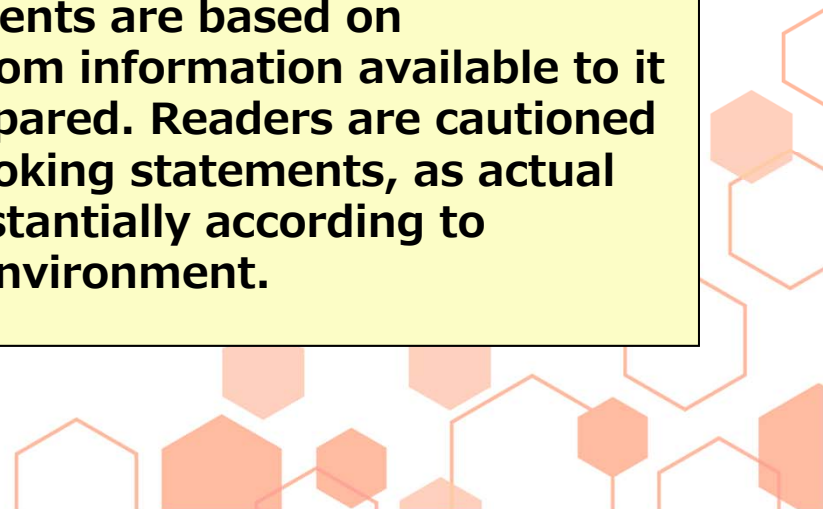 ents are based on
om information available to it
pared. Readers are cautioned
oking statements, as actual
stantially according to
nvironment.